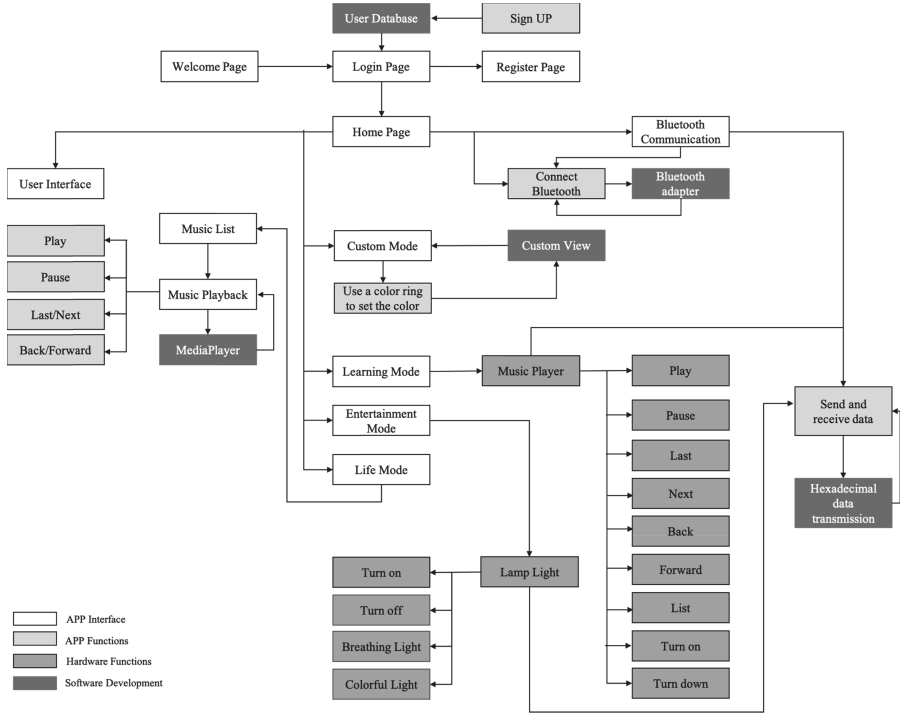 User Database
Sign UP
Welcome Page
Login Page
Register Page
Home Page
Bluetooth
Communication
User Interface
Connect
Bluetooth
Bluetooth
adapter
Play
Music List
Custom Mode
Custom View
Pause
Music Playback
Use a color ring
to set the color
Last/Next
Back/Forward
MediaPlayer
Learning Mode
Music Player
Play
Entertainment
Mode
Pause
Send and
receive data
Last
Life Mode
Next
Hexadecimal
data
transmission
Back
Turn on
Lamp Light
Forward
Turn off
List
Breathing Light
Turn on
Colorful Light
Turn down
APP Interface
APP Functions
Hardware Functions
Software Development